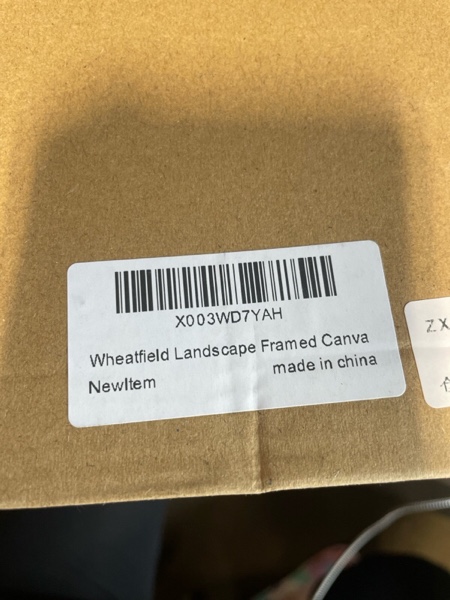 X003WD7YAH
Wheatfield Landscape Framed Canva
NewItem made in china
ZX